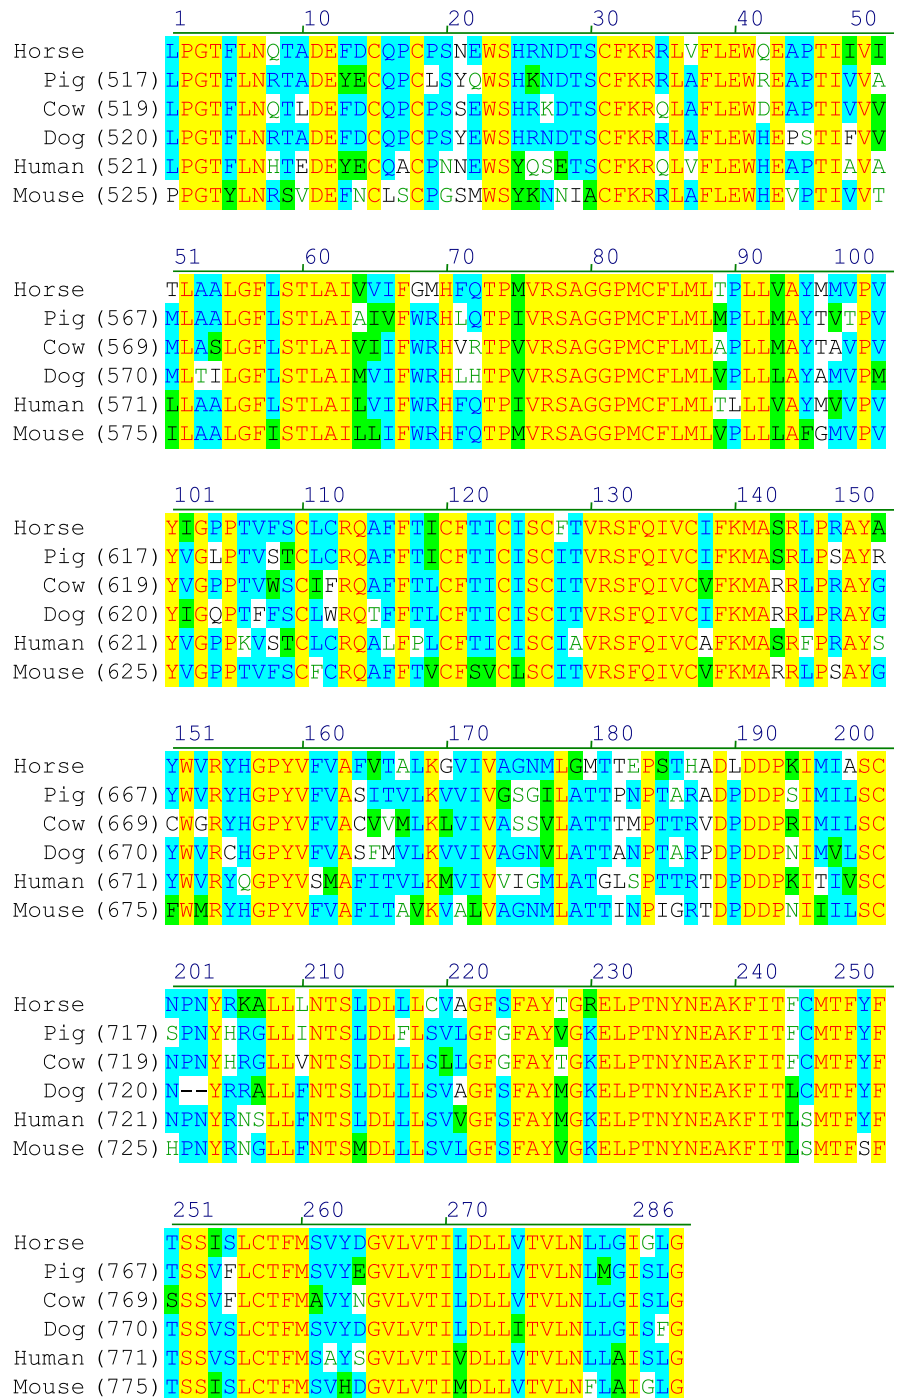 1 10 20 30 40 50
Horse LPGTFLNQTADEFDCQPCPSNEWSHRNDTSCFKRRLVFLEWQEAPTIIVI
Pig (517) LPGTFLNRTADEYECQPCLSYQWSHKNDTSCFKRRLAFLEWREAPTIVVA
Cow (519) LPGTFLNQTLDEFDCQPCPSSEWSHRKDTSCFKRQLAFLEWDEAPTIVVV
Dog (520) LPGTFLNRTADEFDCQPCPSYEWSHRNDTSCFKRRLAFLEWHEPSTIFVV
Human (521) LPGTFLNHTEDEYECQACPNNEWSYQSETSCFKRQLVFLEWHEAPTIAVA
Mouse (525) PPGTYLNRSVDEFNCLSCPGSMWSYKNNIACFKRRLAFLEWHEVPTIVVT
51 60 70 80 90 100
Horse TLAALGFLSTLAIVVIFGMHFQTPMVRSAGGPMCFLMLTPLLVAYMMVPV
Pig (567) MLAALGFLSTLAIAIVFWRHLQTPIVRSAGGPMCFLMLMPLLMAYTVTPV
Cow (569) MLASLGFLSTLAIVIIFWRHVRTPVVRSAGGPMCFLMLAPLLMAYTAVPV
Dog (570) MLTILGFLSTLAIMVIFWRHLHTPVVRSAGGPMCFLMLVPLLLAYAMVPM
Human (571) LLAALGFLSTLAILVIFWRHFQTPIVRSAGGPMCFLMLTLLLVAYMVVPV
Mouse (575) ILAALGFISTLAILLIFWRHFQTPMVRSAGGPMCFLMLVPLLLAFGMVPV
101 110 120 130 140 150
Horse YIGPPTVFSCLCRQAFFTICFTICISCFTVRSFQIVCIFKMASRLPRAYA
Pig (617) YVGLPTVSTCLCRQAFFTICFTICISCITVRSFQIVCIFKMASRLPSAYR
Cow (619) YVGPPTVWSCIFRQAFFTLCFTICISCITVRSFQIVCVFKMARRLPRAYG
Dog (620) YIGQPTFFSCLWRQTFFTLCFTICISCITVRSFQIVCIFKMARRLPRAYG
Human (621) YVGPPKVSTCLCRQALFPLCFTICISCIAVRSFQIVCAFKMASRFPRAYS
Mouse (625) YVGPPTVFSCFCRQAFFTVCFSVCLSCITVRSFQIVCVFKMARRLPSAYG
151 160 170 180 190 200
Horse YWVRYHGPYVFVAFVTALKGVIVAGNMLGMTTEPSTHADLDDPKIMIASC
Pig (667) YWVRYHGPYVFVASITVLKVVIVGSGILATTPNPTARADPDDPSIMILSC
Cow (669) CWGRYHGPYVFVACVVMLKLVIVASSVLATTTMPTTRVDPDDPRIMILSC
Dog (670) YWVRCHGPYVFVASFMVLKVVIVAGNVLATTANPTARPDPDDPNIMVLSC
Human (671) YWVRYQGPYVSMAFITVLKMVIVVIGMLATGLSPTTRTDPDDPKITIVSC
Mouse (675) FWMRYHGPYVFVAFITAVKVALVAGNMLATTINPIGRTDPDDPNIIILSC
201 210 220 230 240 250
Horse NPNYRKALLLNTSLDLLLCVAGFSFAYTGRELPTNYNEAKFITFCMTFYF
Pig (717) SPNYHRGLLINTSLDLFLSVLGFGFAYVGKELPTNYNEAKFITFCMTFYF
Cow (719) NPNYHRGLLVNTSLDLLLSLLGFGFAYTGKELPTNYNEAKFITFCMTFYF
Dog (720) N--YRRALLFNTSLDLLLSVAGFSFAYMGKELPTNYNEAKFITLCMTFYF
Human (721) NPNYRNSLLFNTSLDLLLSVVGFSFAYMGKELPTNYNEAKFITLSMTFYF
Mouse (725) HPNYRNGLLFNTSMDLLLSVLGFSFAYVGKELPTNYNEAKFITLSMTFSF
251 260 270 286
Horse TSSISLCTFMSVYDGVLVTILDLLVTVLNLLGIGLG
Pig (767) TSSVFLCTFMSVYEGVLVTILDLLVTVLNLMGISLG
Cow (769) SSSVFLCTFMAVYNGVLVTILDLLVTVLNLLGISLG
Dog (770) TSSVSLCTFMSVYDGVLVTILDLLITVLNLLGISFG
Human (771) TSSVSLCTFMSAYSGVLVTIVDLLVTVLNLLAISLG
Mouse (775) TSSISLCTFMSVHDGVLVTIMDLLVTVLNFLAIGLG